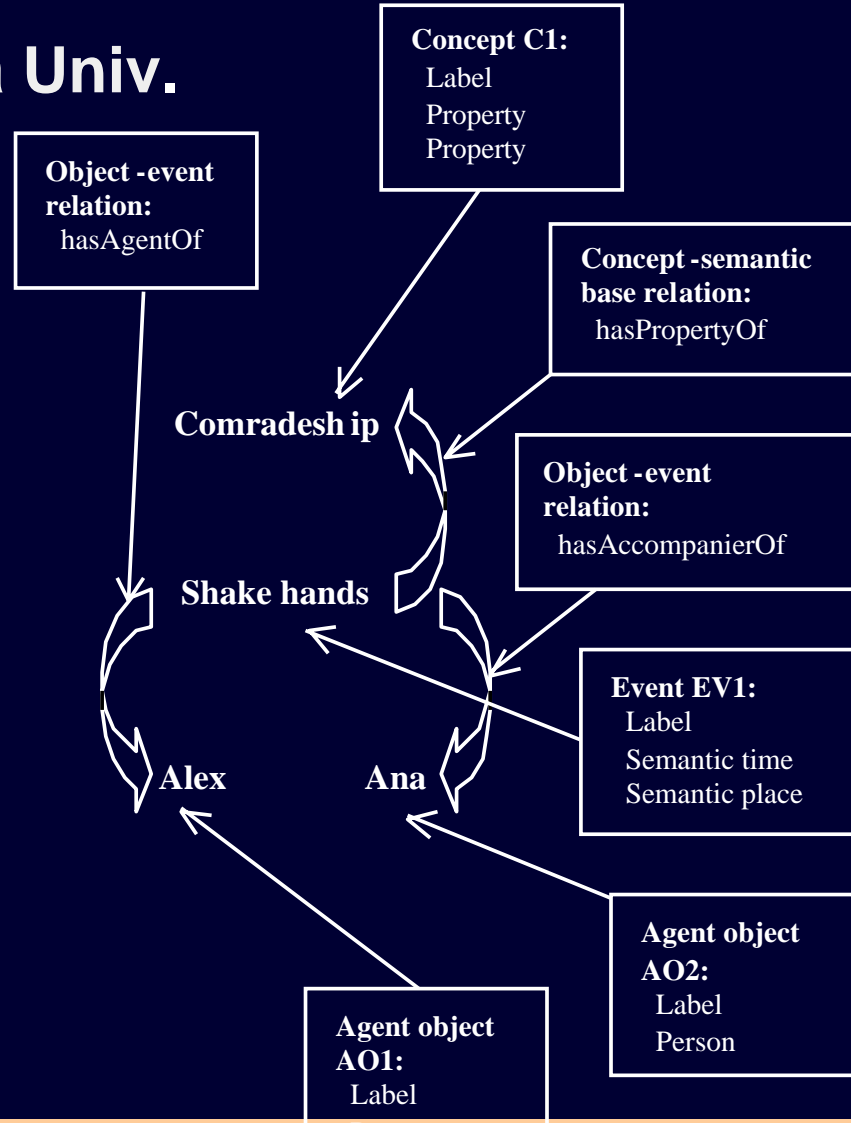 Univ.
Concept C1:
Label
Property
Property
Object -event
relation:
hasAgentOf
Concept -semantic
base relation:
hasPropertyOf
Comradesh ip
Object -event
relation:
hasAccompanierOf
Shake hands
Event EV1:
Label
Semantic time
Semantic place
Alex
Ana
Agent object
AO2:
Label
Person
Agent object
AO1:
Label